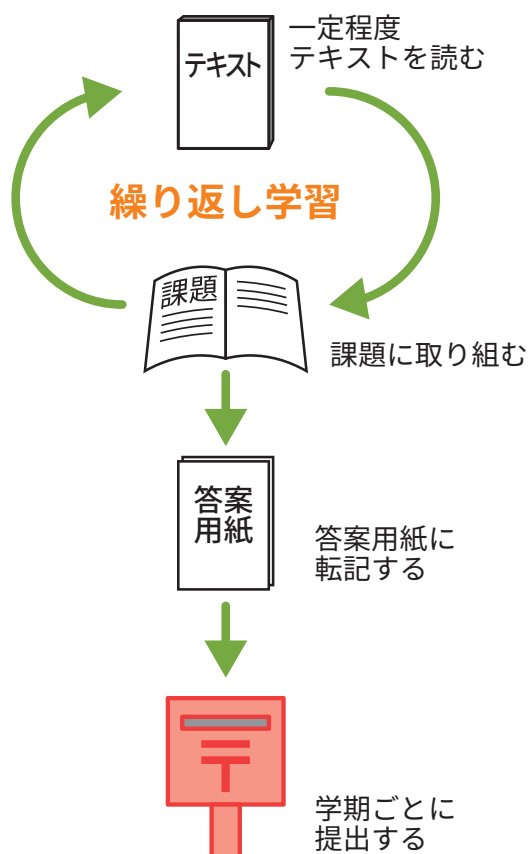 テキスト
一定程度
テキストを読む
繰り返し学習
課題
課題に取り組む
答案
用紙
答案用紙に
転記する
〒
学期ごとに
提出する